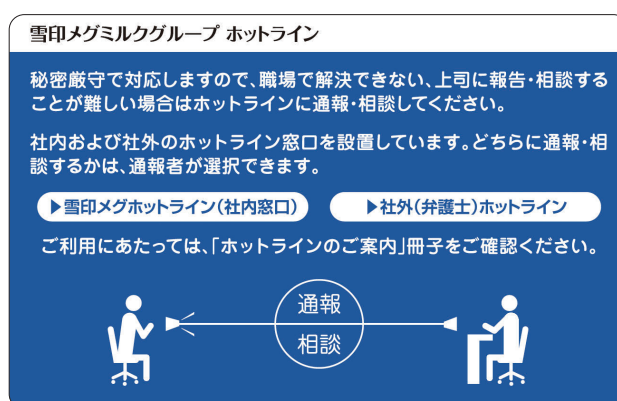 雪印メグミルクグループ ホットライン
秘密厳守で対応しますので、職場で解決できない、上司に報告・相談する
ことが難しい場合はホットラインに通報・相談してください。
社内および社外のホットライン窓口を設置しています。どちらに通報・相
談するかは、通報者が選択できます。
▶雪印メグホットライン(社内窓口)
▶社外(弁護士)ホットライン
ご利用にあたっては、「ホットラインのご案内」冊子をご確認ください。
通報
相談